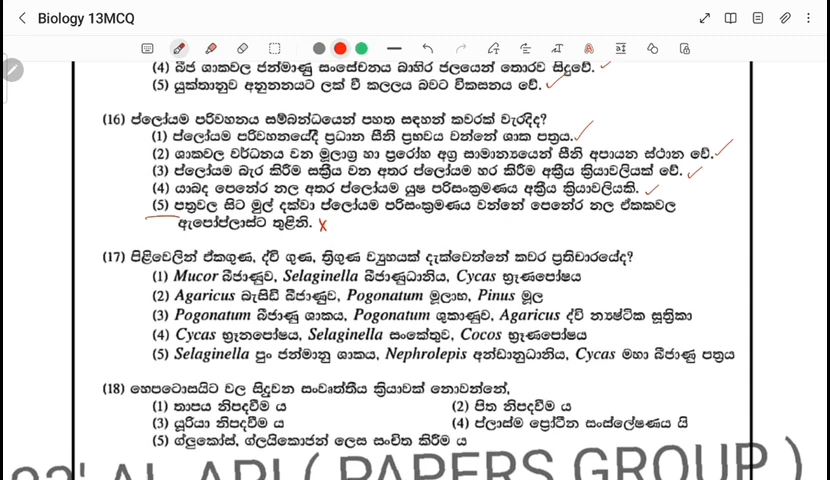 Biology 13MCQ
(4) බීජ ශාකවල ජන්මාණු සංසේචනය බාහිර ජලයෙන් තොරව සිදුවේ.
(5) යුක්තානුව අනූනනයට ලක් වී කලලය බවට විකසනය වේ.
(16) ප්ලෝයම පරිවහනය සම්බන්ධයෙන් පහත සඳහන් කවරක් වැරදිද?
(1) ප්ලෝයම පරිවහනයේදී ප්‍රධාන සීනි ප්‍රභවය වන්නේ ශාක පත්‍රය.
(2) ශාකවල වර්ධනය වන මූලාග්‍ර හා ප්‍රරෝහ අග්‍ර සාමාන්‍යයෙන් සීනි අපායන ස්ථාන වේ.
(3) ප්ලෝයම බැර කිරීම සක්‍රීය වන අතර ප්ලෝයම හර කිරීම අක්‍රීය ක්‍රියාවලියක් වේ.
(4) යාබද පෙනේර නල අතර ප්ලෝයම යුෂ පරිසංක්‍රමණය අක්‍රීය ක්‍රියාවලියකි.
(5) පත්‍රවල සිට මුල් දක්වා ප්ලෝයම පරිසංක්‍රමණය වන්නේ පෙනේර නල ඒකකවල
ඇපෝප්ලාස්ට තුළිනි. x
(17) පිළිවෙලින් ඒකගුණ, ද්වි ගුණ, ත්‍රිගුණ ව්‍යුහයක් දැක්වෙන්නේ කවර ප්‍රතිචාරයේද?
(1) Mucor බීජාණුව, Selaginella බීජාණුධානිය, Cycas භ්‍රෑණපෝෂය
(2) Agaricus බැසිඩි බීජාණුව, Pogonatum මූලාභ, Pinus මූල
(3) Pogonatum බීජාණු ශාකය, Pogonatum ශුකාණුව, Agaricus ද්වි න්‍යෂ්ටික සූත්‍රිකා
(4) Cycas භ්‍රෑනපෝෂය, Selaginella සංකේතුව, Cocos භ්‍රෑණපෝෂය
(5) Selaginella පුං ජන්මානු ශාකය, Nephrolepis අන්ඩානුධානිය, Cycas මහා බීජාණු පත්‍රය
(18) හෙපටොසයිට වල සිදුවන සංවෘත්තීය ක්‍රියාවක් නොවන්නේ,
(1) තාපය නිපදවීම ය (2) පිත නිපදවීම ය
(3) යූරියා නිපදවීම ය (4) ප්ලාස්ම ප්‍රෝටීන සංස්ලේෂණය යි
(5) ග්ලුකෝස්, ග්ලයිකොජන් ලෙස සංචිත කිරීම ය
22' AL API ( PAPERS GROUP )